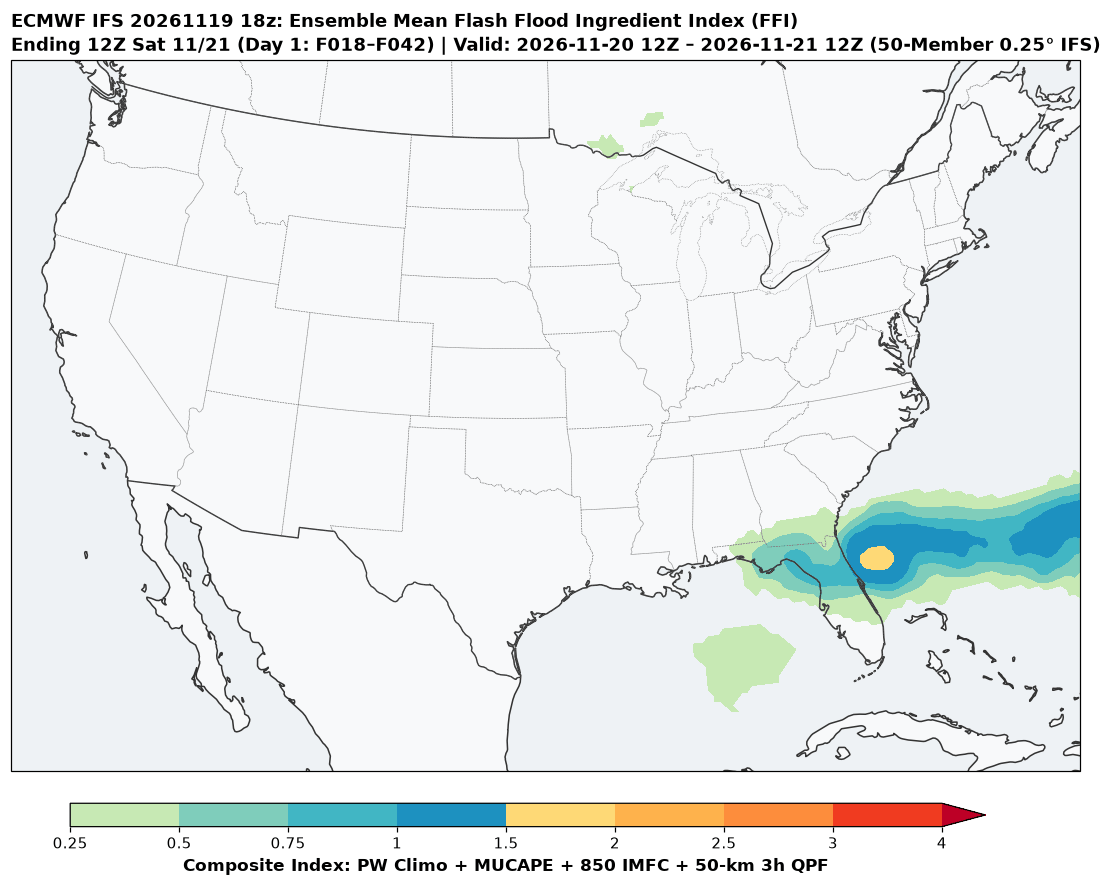 ECMWF IFS 20261119 18z: Ensemble Mean Flash Flood Ingredient Index (FFI)
Ending 12Z Sat 11/21 (Day 1: F018–F042) | Valid: 2026-11-20 12Z – 2026-11-21 12Z (50-Member 0.25° IFS)
0.25 0.5 0.75 1 1.5 2 2.5 3 4
Composite Index: PW Climo + MUCAPE + 850 IMFC + 50-km 3h QPF